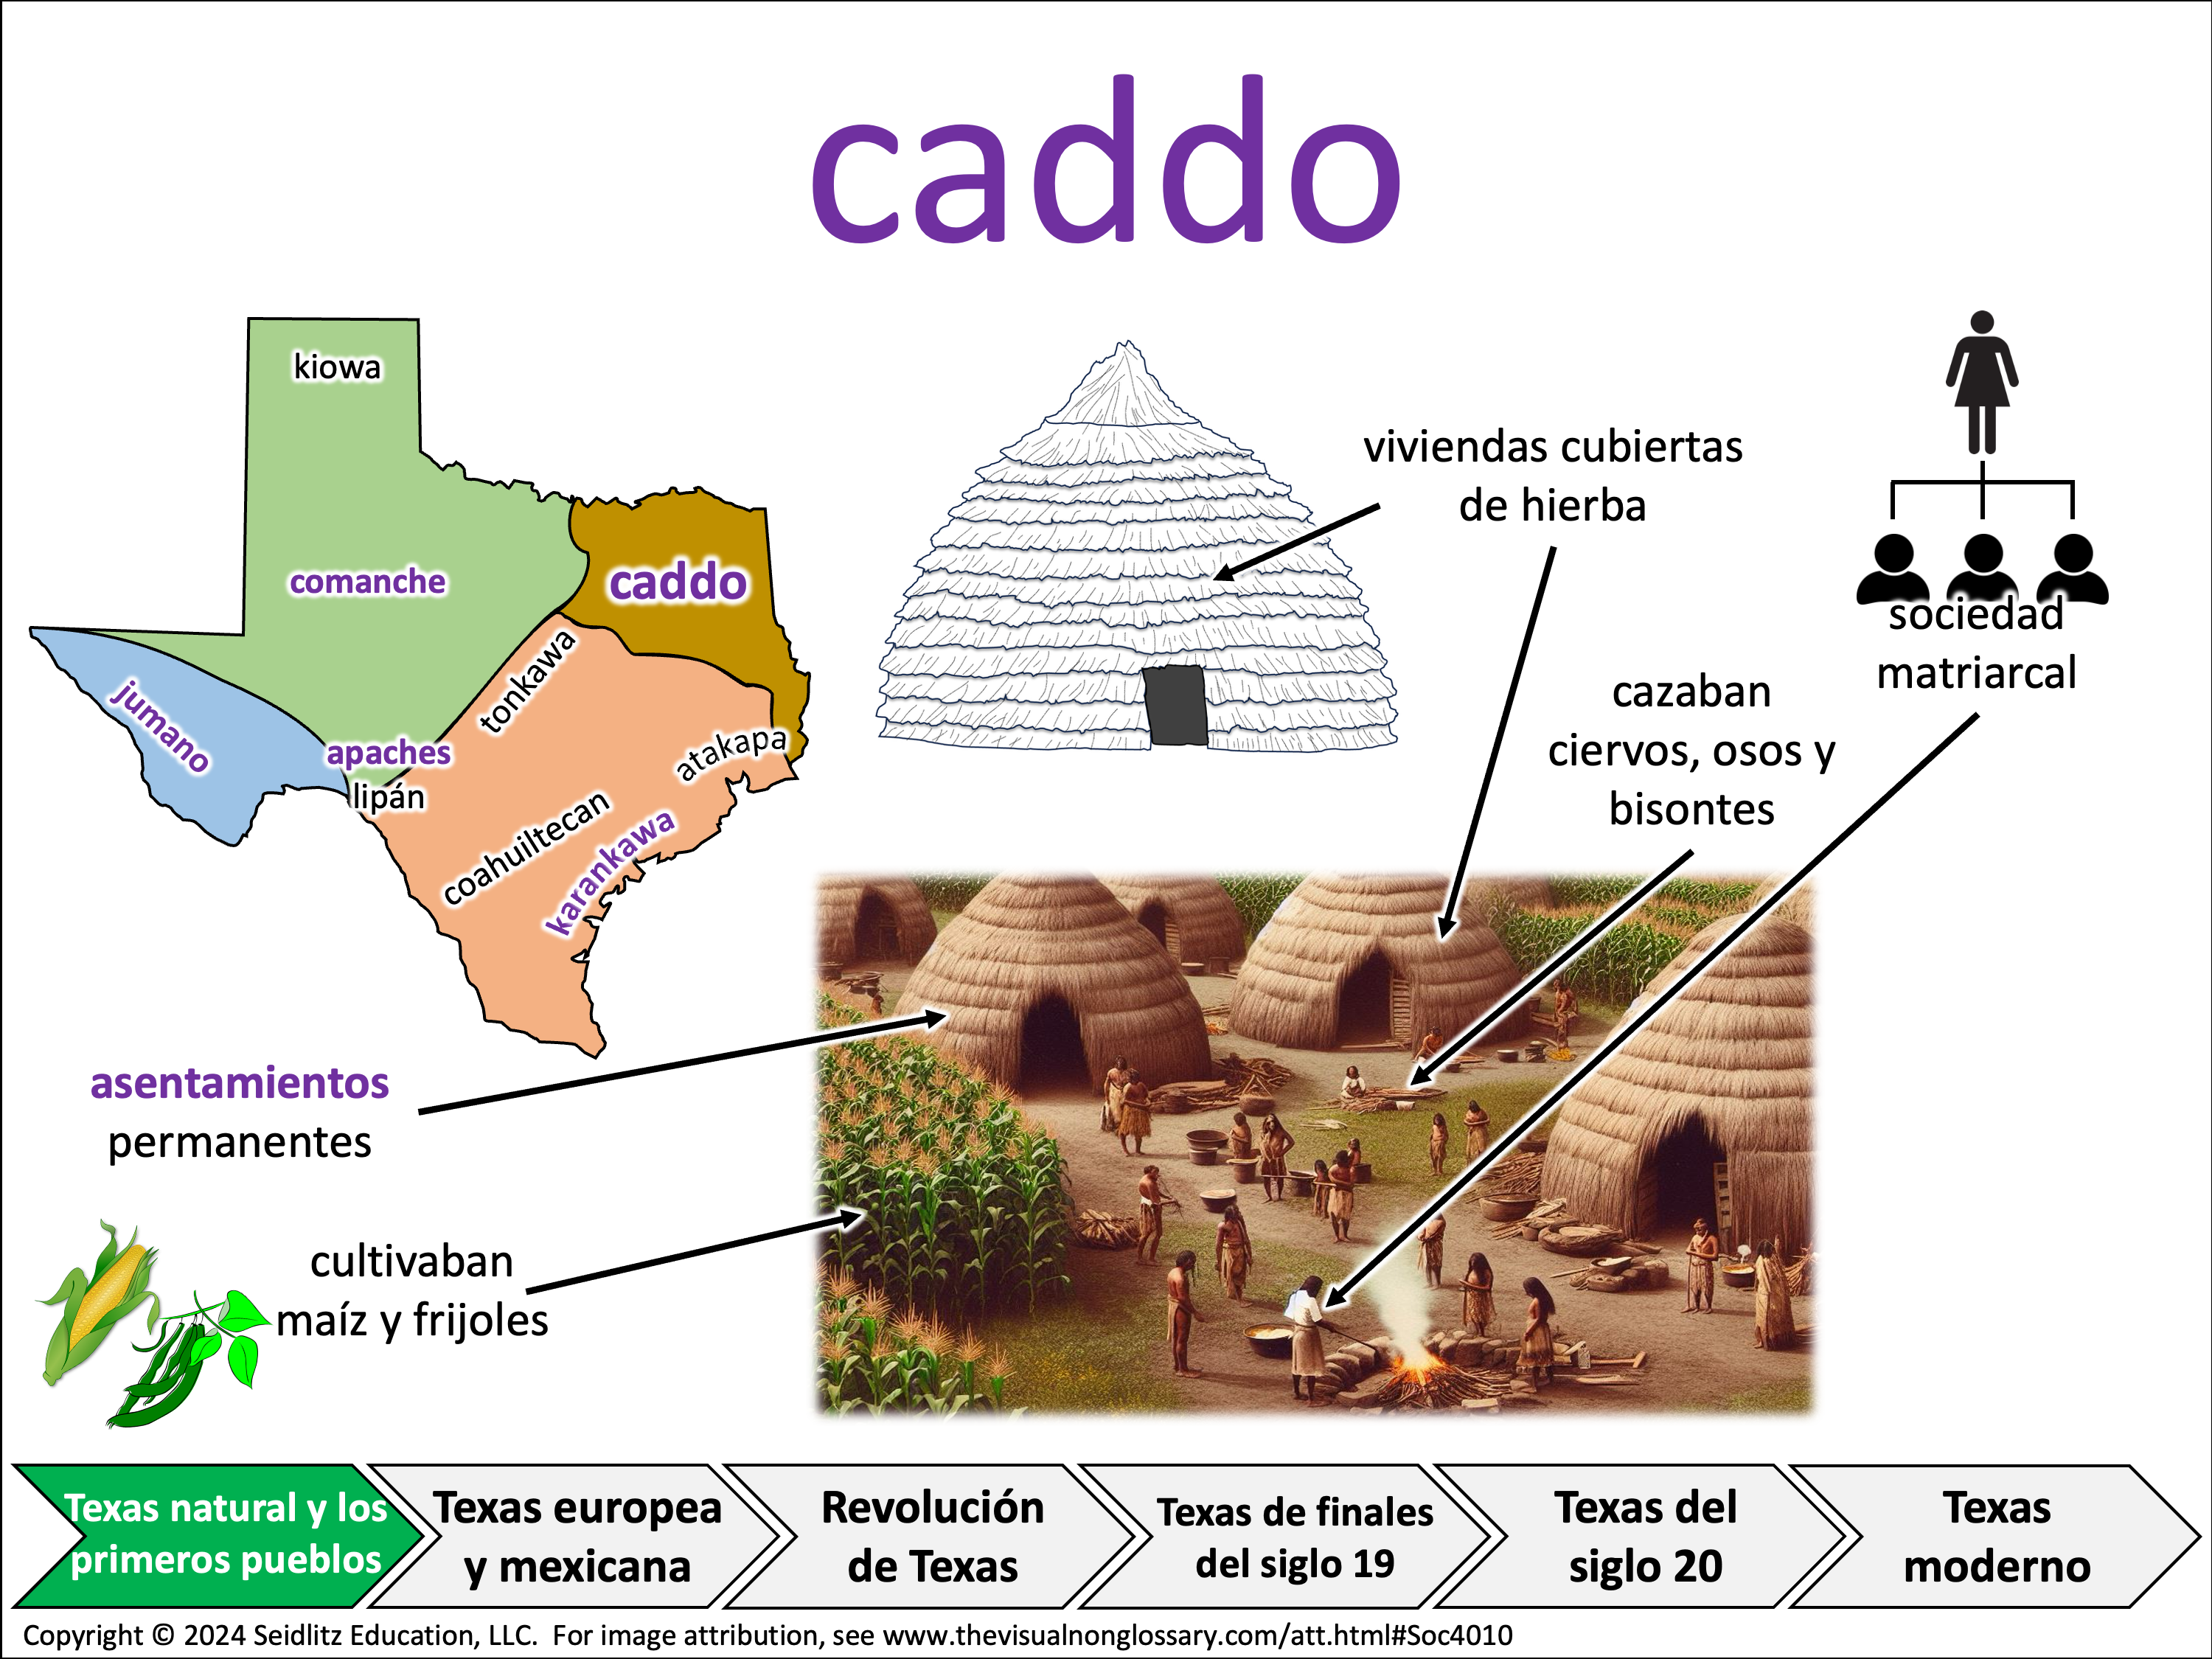 caddo
kiowa
comanche
caddo
jumano
apaches
lipán
tonkawa
atakapa
coahuiltecan
karankawa
viviendas cubiertas
de hierba
sociedad
matriarcal
cazaban
ciervos, osos y
bisontes
asentamientos
permanentes
cultivaban
maíz y frijoles
Texas natural y los
primeros pueblos
Texas europea
y mexicana
Revolución
de Texas
Texas de finales
del siglo 19
Texas del
siglo 20
Texas
moderno
Copyright © 2024 Seidlitz Education, LLC.  For image attribution, see www.thevisualnonglossary.com/att.html#Soc4010